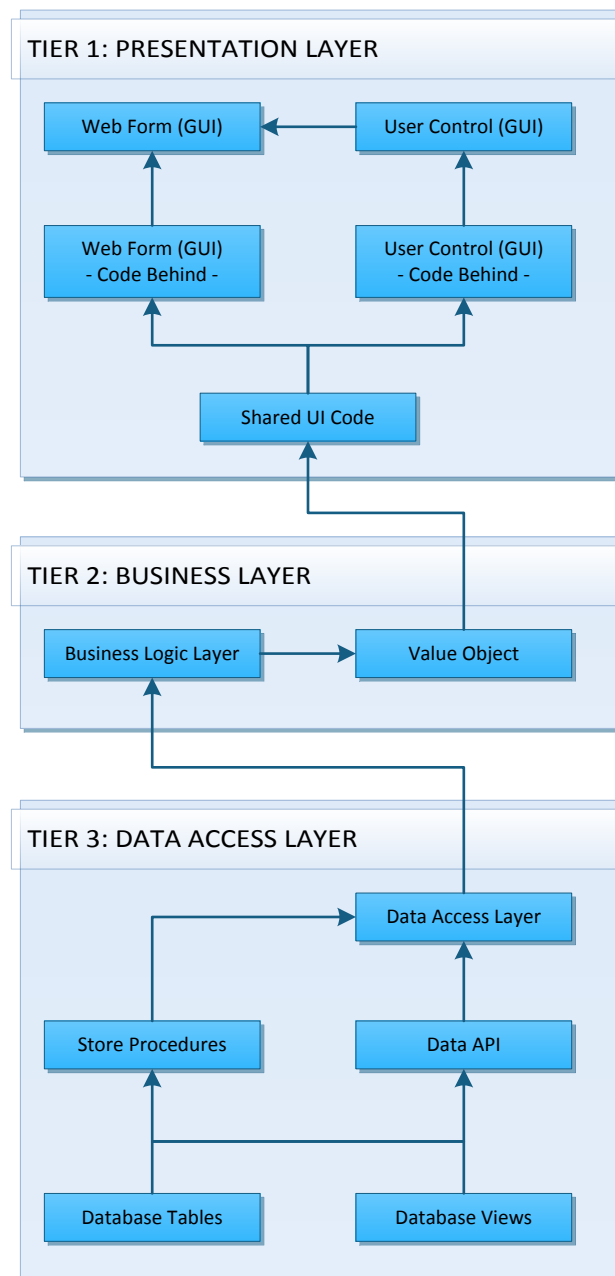 TIER 1: PRESENTATION LAYER
Web Form (GUI)
User Control (GUI)
Web Form (GUI)
- Code Behind -
User Control (GUI)
- Code Behind -
Shared UI Code
TIER 2: BUSINESS LAYER
Business Logic Layer
Value Object
TIER 3: DATA ACCESS LAYER
Data Access Layer
Store Procedures
Data API
Database Tables
Database Views